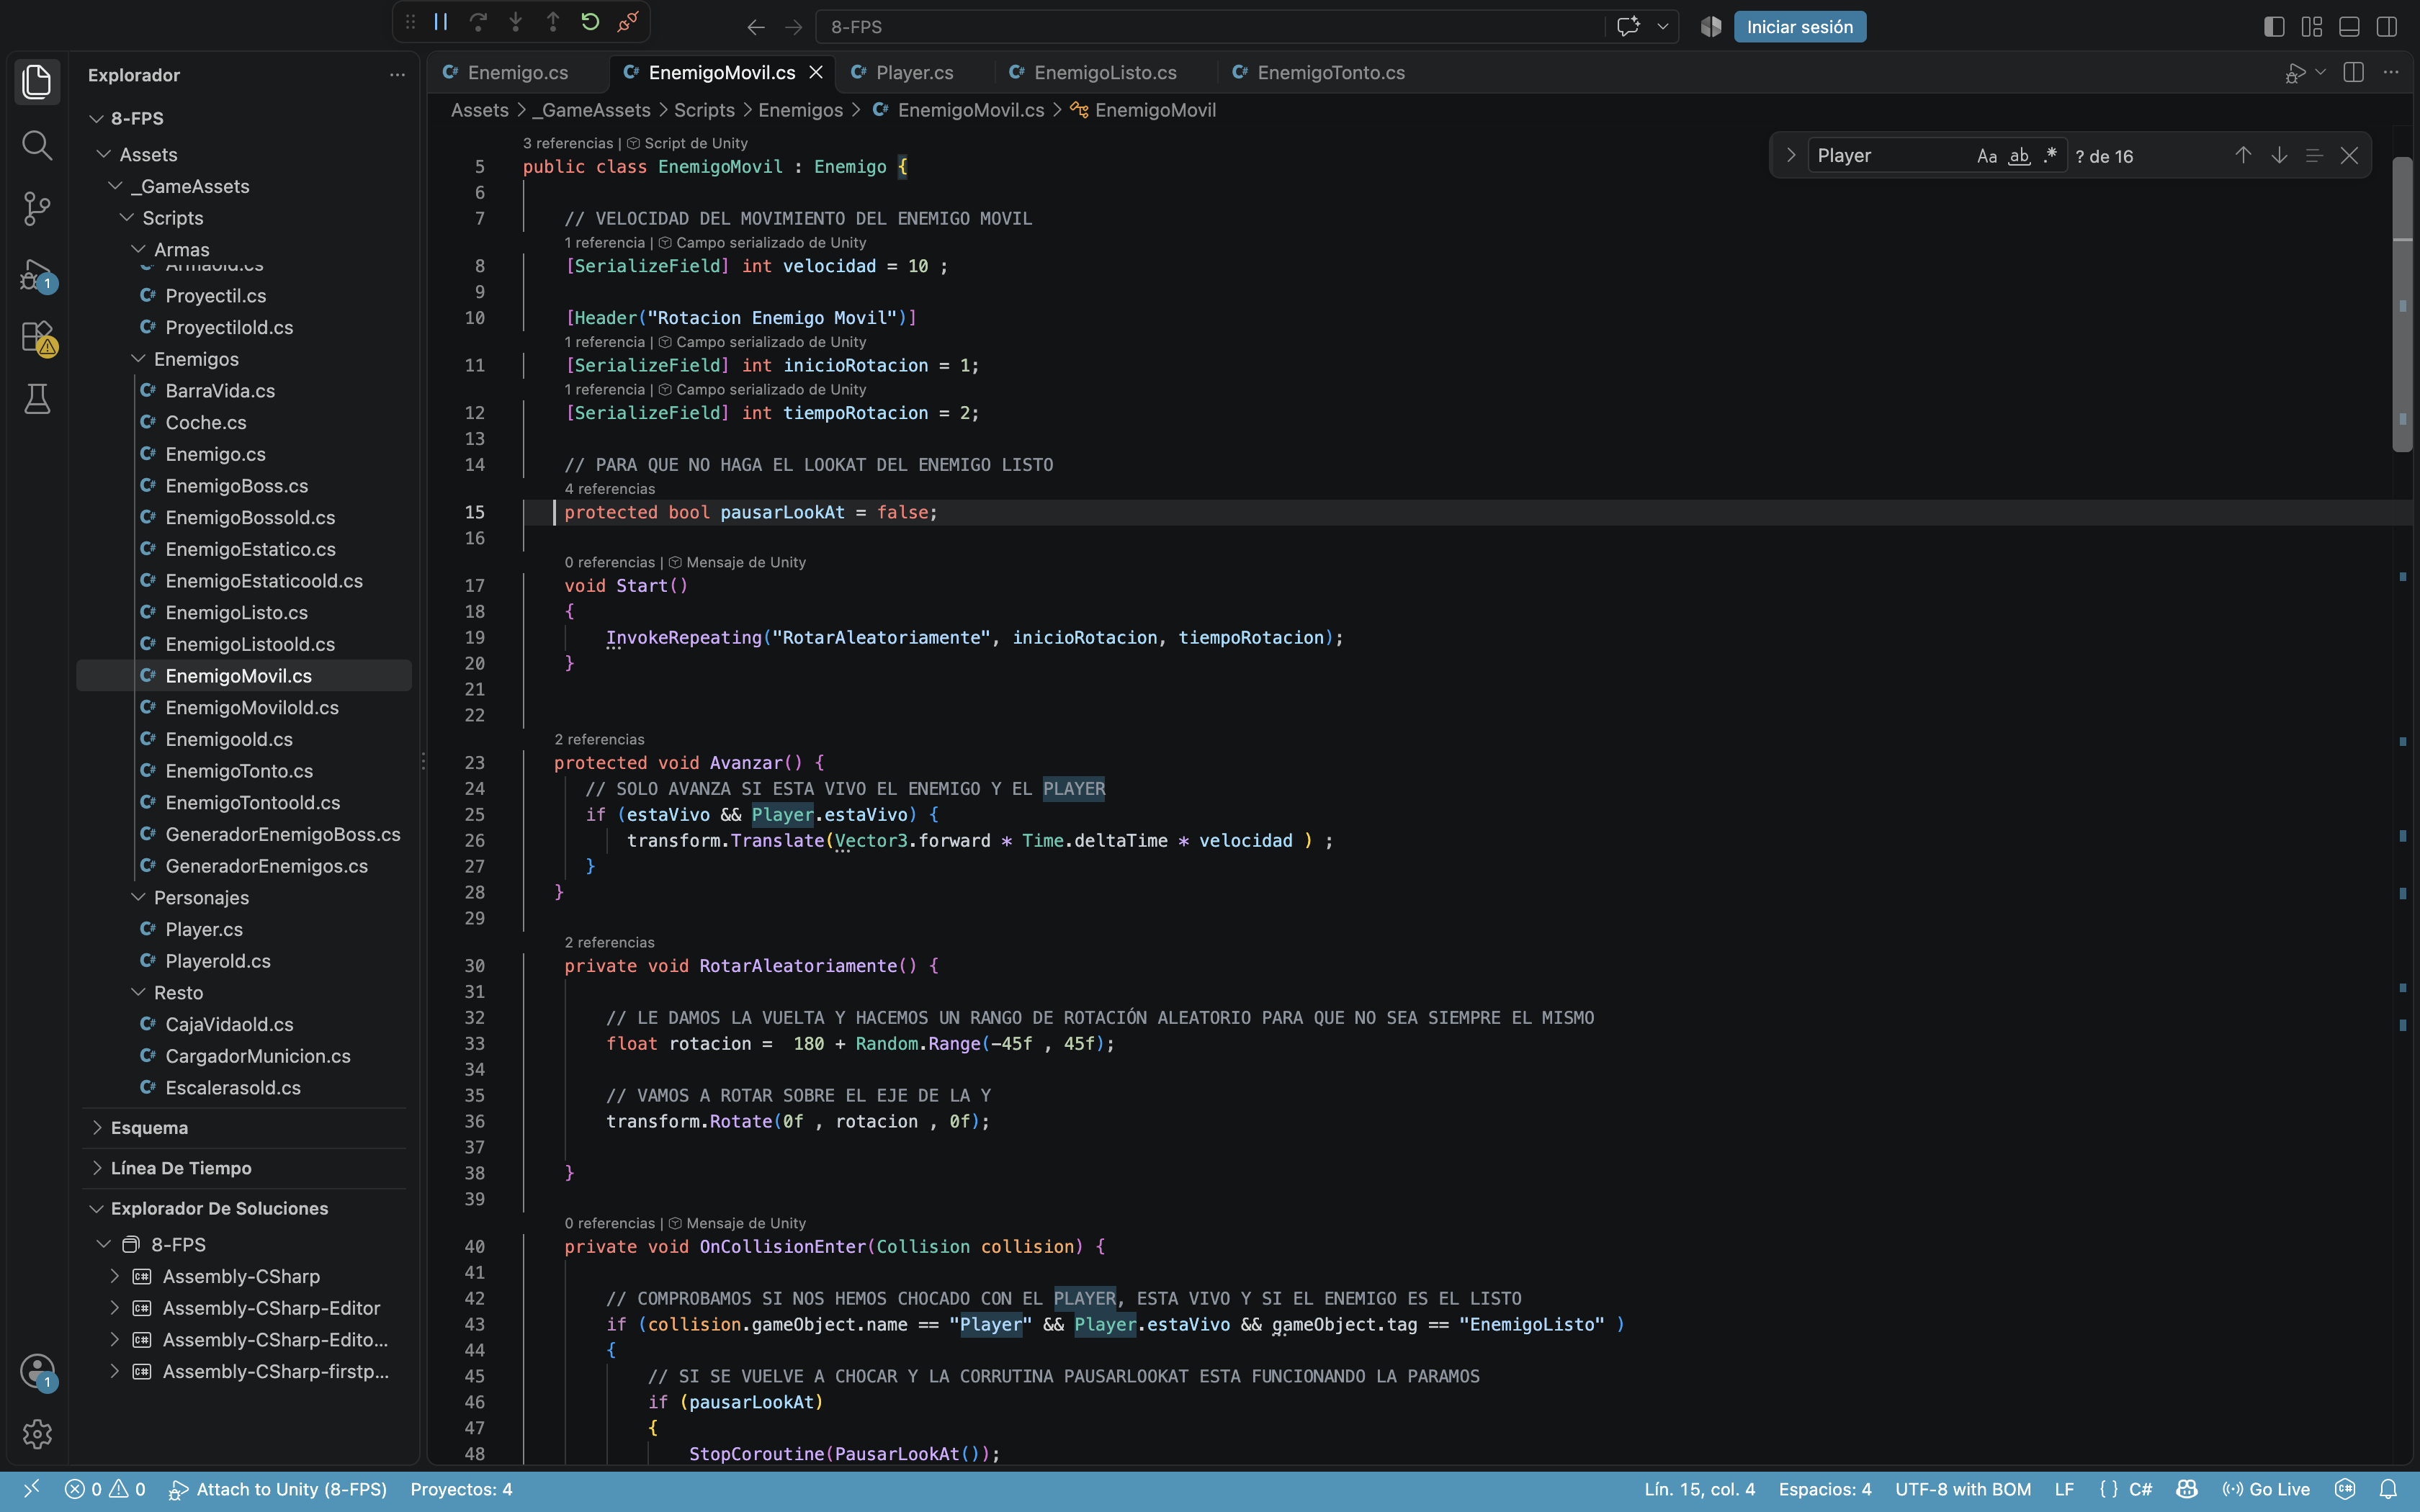 8-FPS
Iniciar sesión
Explorador
8-FPS
Assets
_GameAssets
Scripts
Armas
Armaold.cs
Proyectil.cs
Proyectilold.cs
Enemigos
BarraVida.cs
Coche.cs
Enemigo.cs
EnemigoBoss.cs
EnemigoBossold.cs
EnemigoEstatico.cs
EnemigoEstaticoold.cs
EnemigoListo.cs
EnemigoListoold.cs
EnemigoMovil.cs
EnemigoMovilold.cs
Enemigoold.cs
EnemigoTonto.cs
EnemigoTontoold.cs
GeneradorEnemigoBoss.cs
GeneradorEnemigos.cs
Personajes
Player.cs
Playerold.cs
Resto
CajaVidaold.cs
CargadorMunicion.cs
Escalerasold.cs
Esquema
Línea De Tiempo
Explorador De Soluciones
8-FPS
Assembly-CSharp
Assembly-CSharp-Editor
Assembly-CSharp-Edito...
Assembly-CSharp-firstp...
1
1
Enemigo.cs
EnemigoMovil.cs
Player.cs
EnemigoListo.cs
EnemigoTonto.cs
Assets > _GameAssets > Scripts > Enemigos > EnemigoMovil.cs > EnemigoMovil
Player Aa ab .* ? de 16
3 referencias | Script de Unity
5 public class EnemigoMovil : Enemigo {
6
7 // VELOCIDAD DEL MOVIMIENTO DEL ENEMIGO MOVIL
1 referencia | Campo serializado de Unity
8 [SerializeField] int velocidad = 10 ;
9
10 [Header("Rotacion Enemigo Movil")]
1 referencia | Campo serializado de Unity
11 [SerializeField] int inicioRotacion = 1;
1 referencia | Campo serializado de Unity
12 [SerializeField] int tiempoRotacion = 2;
13
14 // PARA QUE NO HAGA EL LOOKAT DEL ENEMIGO LISTO
4 referencias
15 protected bool pausarLookAt = false;
16
0 referencias | Mensaje de Unity
17 void Start()
18 {
19 InvokeRepeating("RotarAleatoriamente", inicioRotacion, tiempoRotacion);
20 }
21
22
2 referencias
23 protected void Avanzar() {
24 // SOLO AVANZA SI ESTA VIVO EL ENEMIGO Y EL PLAYER
25 if (estaVivo && Player.estaVivo) {
26 transform.Translate(Vector3.forward * Time.deltaTime * velocidad ) ;
27 }
28 }
29
2 referencias
30 private void RotarAleatoriamente() {
31
32 // LE DAMOS LA VUELTA Y HACEMOS UN RANGO DE ROTACIÓN ALEATORIO PARA QUE NO SEA SIEMPRE EL MISMO
33 float rotacion =  180 + Random.Range(-45f , 45f);
34
35 // VAMOS A ROTAR SOBRE EL EJE DE LA Y
36 transform.Rotate(0f , rotacion , 0f);
37
38 }
39
0 referencias | Mensaje de Unity
40 private void OnCollisionEnter(Collision collision) {
41
42 // COMPROBAMOS SI NOS HEMOS CHOCADO CON EL PLAYER, ESTA VIVO Y SI EL ENEMIGO ES EL LISTO
43 if (collision.gameObject.name == "Player" && Player.estaVivo && gameObject.tag == "EnemigoListo" )
44 {
45 // SI SE VUELVE A CHOCAR Y LA CORRUTINA PAUSARLOOKAT ESTA FUNCIONANDO LA PARAMOS
46 if (pausarLookAt)
47 {
48 StopCoroutine(PausarLookAt());
0 0 Attach to Unity (8-FPS) Proyectos: 4 Lín. 15, col. 4 Espacios: 4 UTF-8 with BOM LF { } C# Go Live